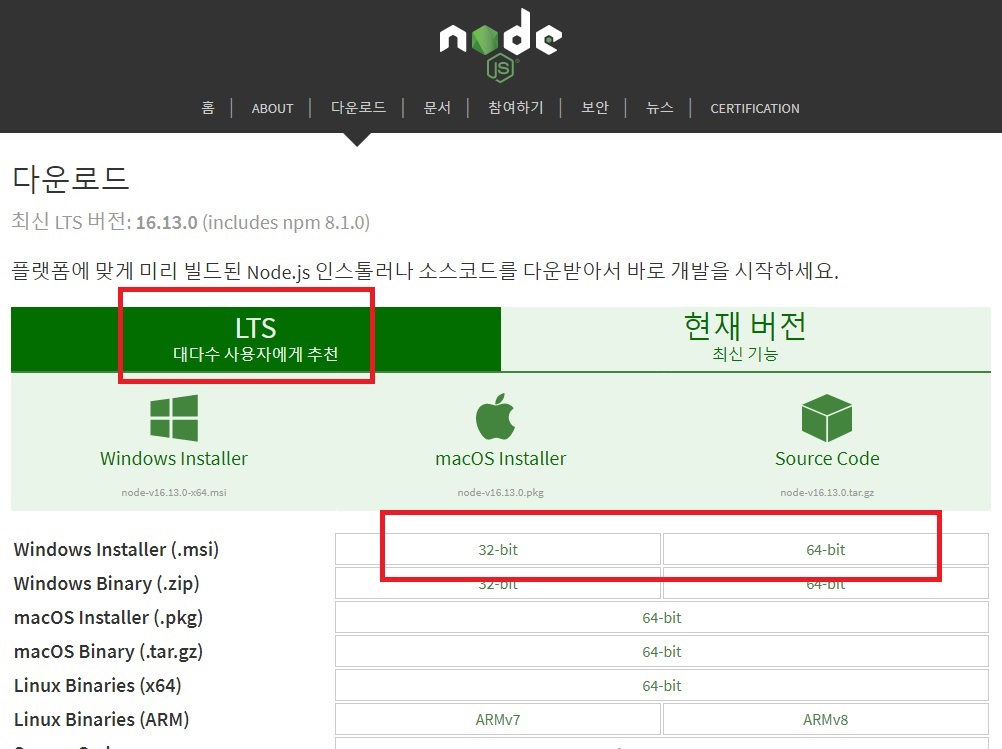 node
JS
홈 | ABOUT | 다운로드 | 문서 | 참여하기 | 보안 | 뉴스 | CERTIFICATION
다운로드
최신 LTS 버전: 16.13.0 (includes npm 8.1.0)
플랫폼에 맞게 미리 빌드된 Node.js 인스톨러나 소스코드를 다운받아서 바로 개발을 시작하세요.
LTS
대다수 사용자에게 추천
현재 버전
최신 기능
Windows Installer
node-v16.13.0-x64.msi
macOS Installer
node-v16.13.0.pkg
Source Code
node-v16.13.0.tar.gz
Windows Installer (.msi) 32-bit 64-bit
Windows Binary (.zip) 32-bit 64-bit
macOS Installer (.pkg) 64-bit
macOS Binary (.tar.gz) 64-bit
Linux Binaries (x64) 64-bit
Linux Binaries (ARM) ARMv7 ARMv8